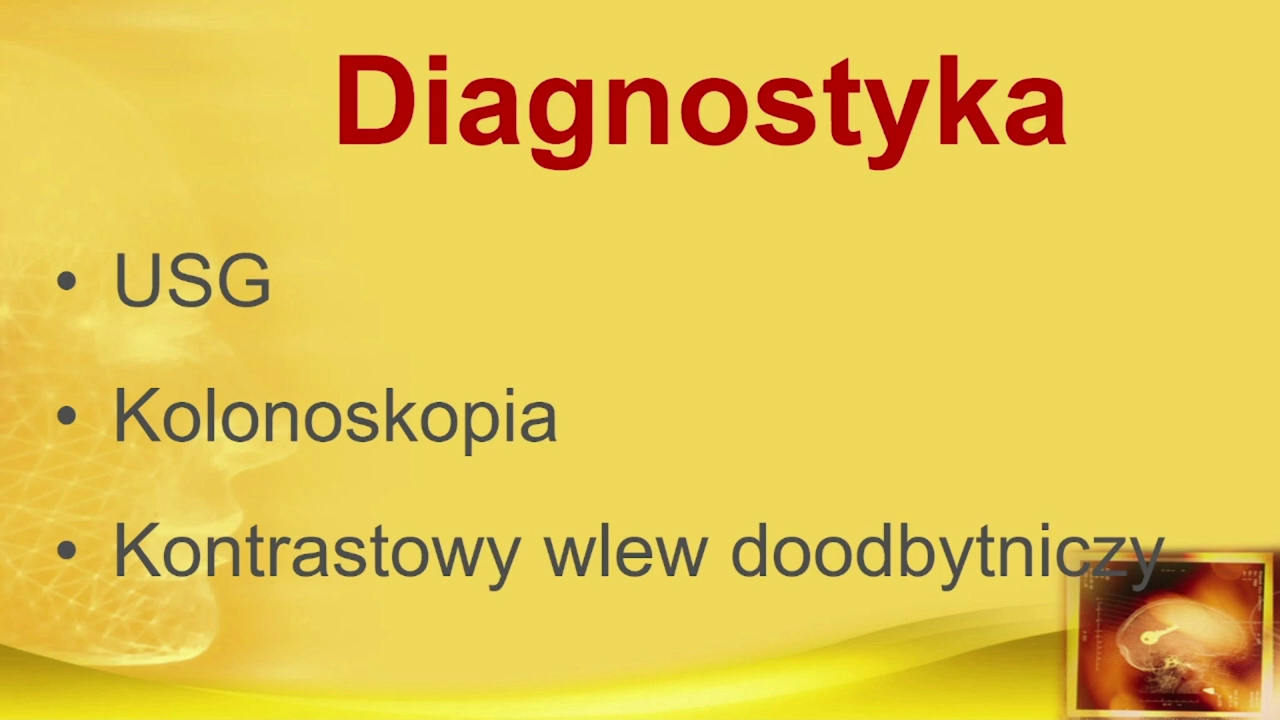 Diagnostyka
• USG
• Kolonoskopia
• Kontrastowy wlew doodbytniczy